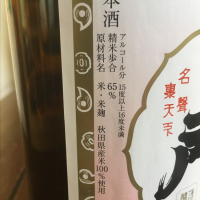 本酒
アルコール分 15度以上16度未満
精米歩合 65%
原材料名 米・米麹
秋田県産米100%使用
名聲
東天